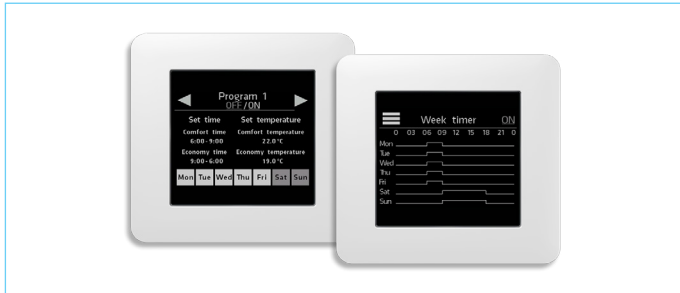 Program 1
OFF/ON
Set time Set temperature
Comfort time Comfort temperature
6:00-9:00 22.0°C
Economy time Economy temperature
9:00-6:00 19.0°C
Mon Tue Wed Thu Fri Sat Sun
Week timer ON
0 03 06 09 12 15 18 21 0
Mon
Tue
Wed
Thu
Fri
Sat
Sun